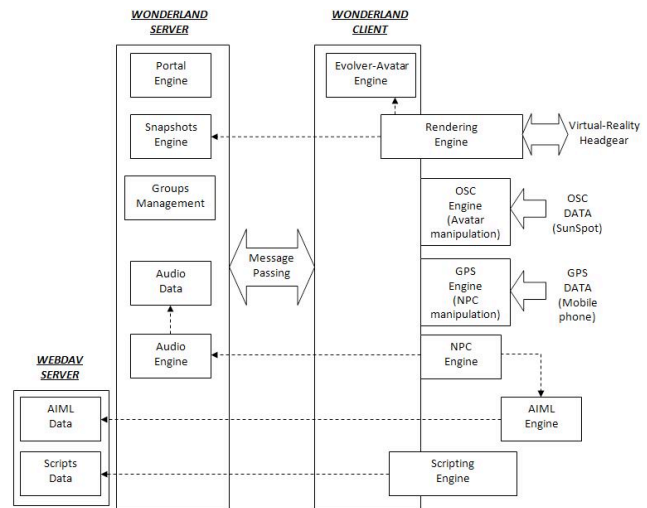 WONDERLAND
SERVER
WONDERLAND
CLIENT
Portal
Engine
Evolver-Avatar
Engine
Snapshots
Engine
Rendering
Engine
Virtual-Reality
Headgear
Groups
Management
OSC
Engine
(Avatar
manipulation)
OSC
DATA
(SunSpot)
Message
Passing
Audio
Data
GPS
Engine
(NPC
manipulation)
GPS
DATA
(Mobile
phone)
Audio
Engine
NPC
Engine
WEBDAV
SERVER
AIML
Data
AIML
Engine
Scripts
Data
Scripting
Engine